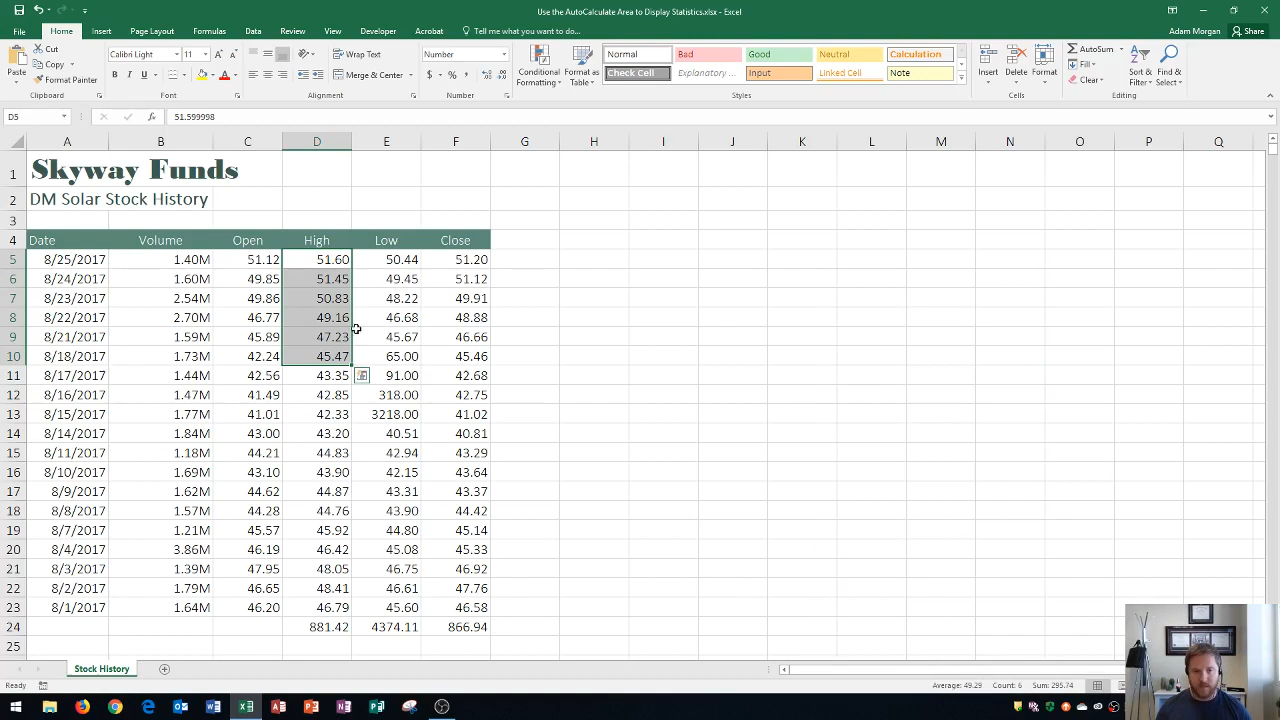 Use the AutoCalculate Area to Display Statistics.xlsx - Excel
File Home Insert Page Layout Formulas Data Review View Developer Acrobat Tell me what you want to do... Adam Morgan Share
Paste Cut Copy Format Painter Clipboard
Calibri Light 11 B I U Font
Wrap Text Merge & Center Alignment
Number $ % , Number
Conditional Formatting Format as Table
Normal Bad Good Neutral Calculation
Check Cell Explanatory ... Input Linked Cell Note
Styles
Insert Delete Format Cells
AutoSum Fill Clear Sort & Filter Find & Select Editing
D5 fx 51.599998
A B C D E F G H I J K L M N O P Q
1 Skyway Funds
2 DM Solar Stock History
3
4 Date Volume Open High Low Close
5 8/25/2017 1.40M 51.12 51.60 50.44 51.20
6 8/24/2017 1.60M 49.85 51.45 49.45 51.12
7 8/23/2017 2.54M 49.86 50.83 48.22 49.91
8 8/22/2017 2.70M 46.77 49.16 46.68 48.88
9 8/21/2017 1.59M 45.89 47.23 45.67 46.66
10 8/18/2017 1.73M 42.24 45.47 65.00 45.46
11 8/17/2017 1.44M 42.56 43.35 91.00 42.68
12 8/16/2017 1.47M 41.49 42.85 318.00 42.75
13 8/15/2017 1.77M 41.01 42.33 3218.00 41.02
14 8/14/2017 1.84M 43.00 43.20 40.51 40.81
15 8/11/2017 1.18M 44.21 44.83 42.94 43.29
16 8/10/2017 1.69M 43.10 43.90 42.15 43.64
17 8/9/2017 1.62M 44.62 44.87 43.31 43.37
18 8/8/2017 1.57M 44.28 44.76 43.90 44.42
19 8/7/2017 1.21M 45.57 45.92 44.80 45.14
20 8/4/2017 3.86M 46.19 46.42 45.08 45.33
21 8/3/2017 1.39M 47.95 48.05 46.75 46.92
22 8/2/2017 1.64M 46.65 48.41 46.61 47.76
23 8/1/2017 1.64M 46.20 46.79 45.60 46.58
24 881.42 4374.11 866.94
25
Stock History
Ready Average: 49.29 Count: 6 Sum: 295.74